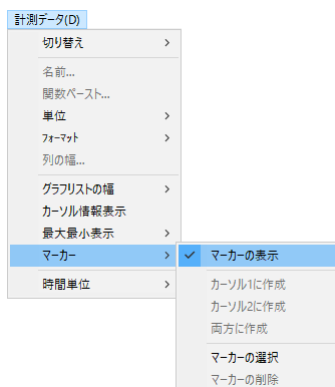 計測データ(D)
切り替え
名前...
関数ペースト...
単位
フォーマット
列の幅...
グラフリストの幅
カーソル情報表示
最大最小表示
マーカー
マーカーの表示
カーソル1に作成
カーソル2に作成
両方に作成
マーカーの選択
マーカーの削除
時間単位